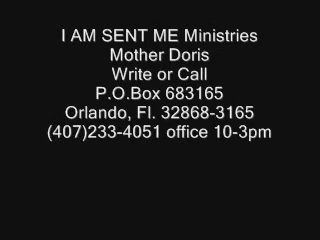 I AM SENT ME Ministries
Mother Doris
Write or Call
P.O.Box 683165
Orlando, Fl. 32868-3165
(407)233-4051 office 10-3pm